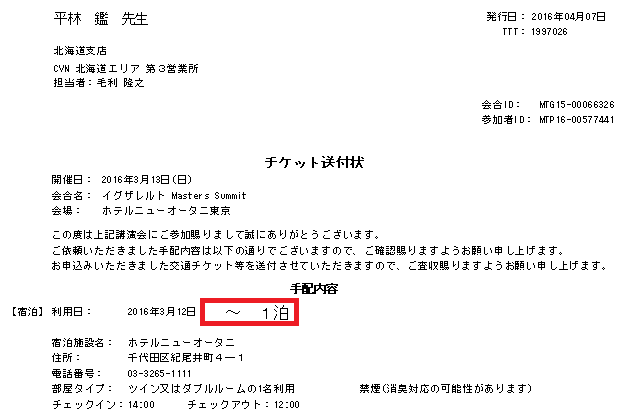 平林 鑑 先生
発行日： 2016年04月07日
TTT： 1997026
北海道支店
CVN 北海道エリア 第３営業所
担当者：毛利 隆之
会合ID： MTG15-00066326
参加者ID： MTP16-00577441
チケット送付状
開催日： 2016年3月13日(日)
会合名： イグザレルト Masters Summit
会場： ホテルニューオータニ東京
この度は上記講演会にご参加賜りまして誠にありがとうございます。
ご依頼いただきました手配内容は以下の通りでございますので、ご確認賜りますようお願い申し上げます。
お申込みいただきました交通チケット等を送付させていただきますので、ご査収賜りますようお願い申し上げます。
手配内容
【宿泊】 利用日： 2016年3月12日 ～ １泊
宿泊施設名： ホテルニューオータニ
住所： 千代田区紀尾井町４－１
電話番号： 03-3265-1111
部屋タイプ： ツイン又はダブルルームの1名利用 禁煙(消臭対応の可能性があります)
チェックイン：14:00 チェックアウト：12:00